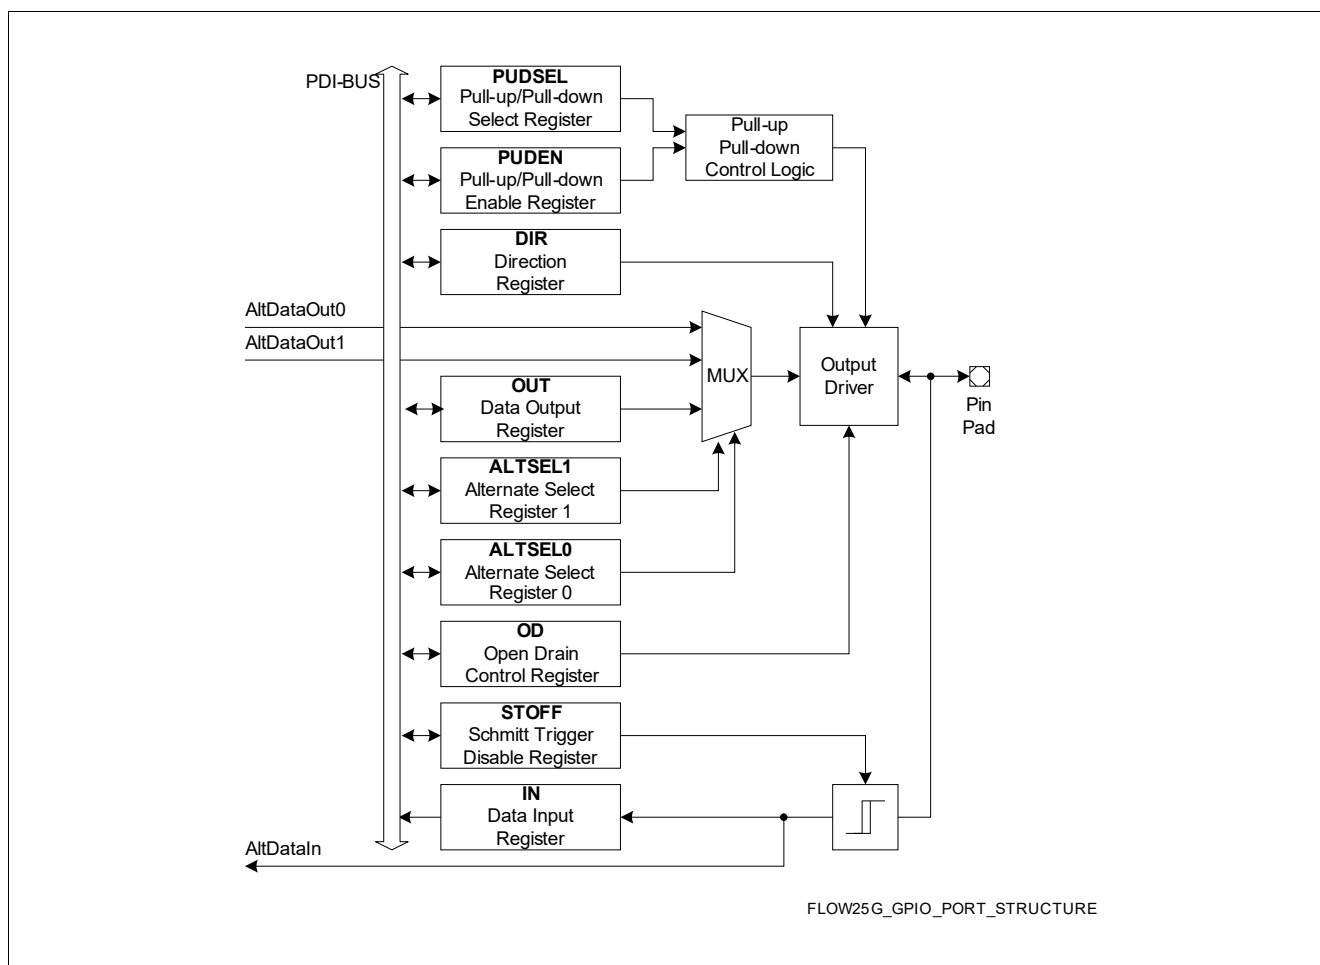 PDI-BUS
PUDSEL
Pull-up/Pull-down
Select Register
Pull-up
Pull-down
Control Logic
PUDEN
Pull-up/Pull-down
Enable Register
DIR
Direction
Register
AltDataOut0
AltDataOut1
MUX
Output
Driver
Pin
Pad
OUT
Data Output
Register
ALTSEL1
Alternate Select
Register 1
ALTSEL0
Alternate Select
Register 0
OD
Open Drain
Control Register
STOFF
Schmitt Trigger
Disable Register
IN
Data Input
Register
AltDataIn
FLOW25G_GPIO_PORT_STRUCTURE